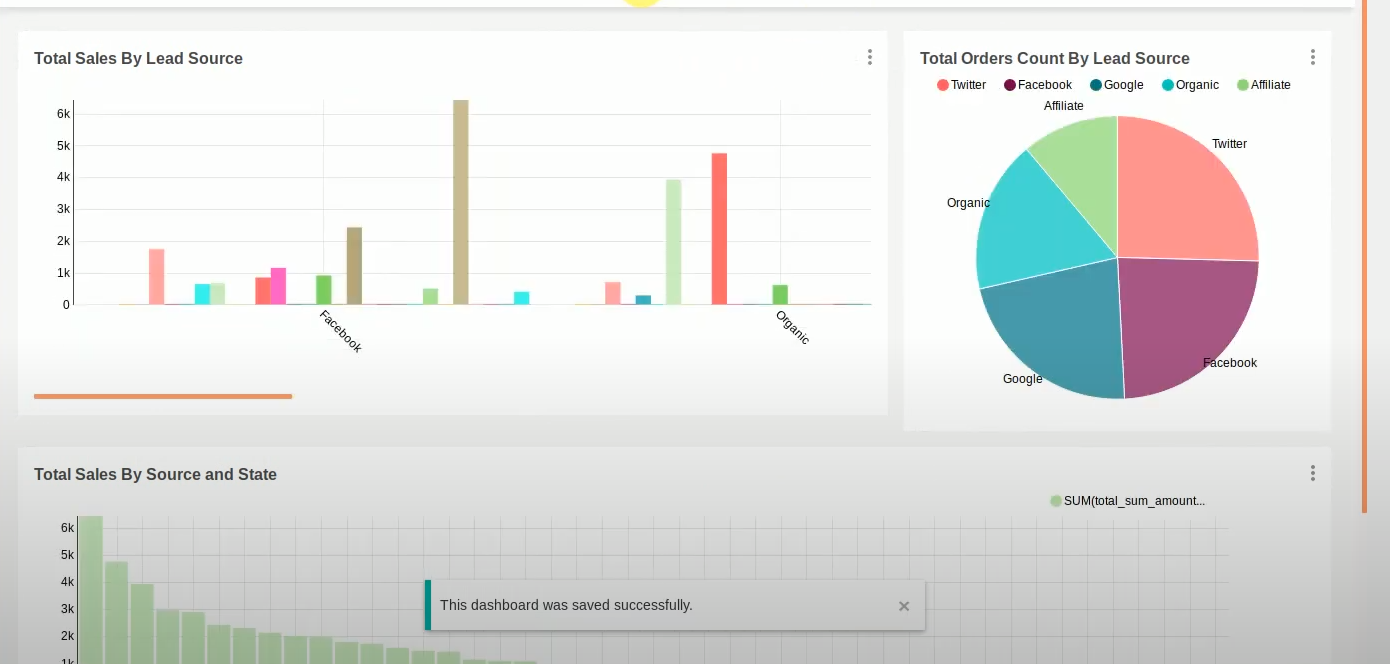 Total Sales By Lead Source
6k
5k
4k
3k
2k
1k
0
Facebook
Organic
Total Orders Count By Lead Source
Twitter Facebook Google Organic Affiliate
Affiliate
Twitter
Organic
Facebook
Google
Total Sales By Source and State
SUM(total_sum_amount...
6k
5k
4k
3k
2k
1k
This dashboard was saved successfully. ×